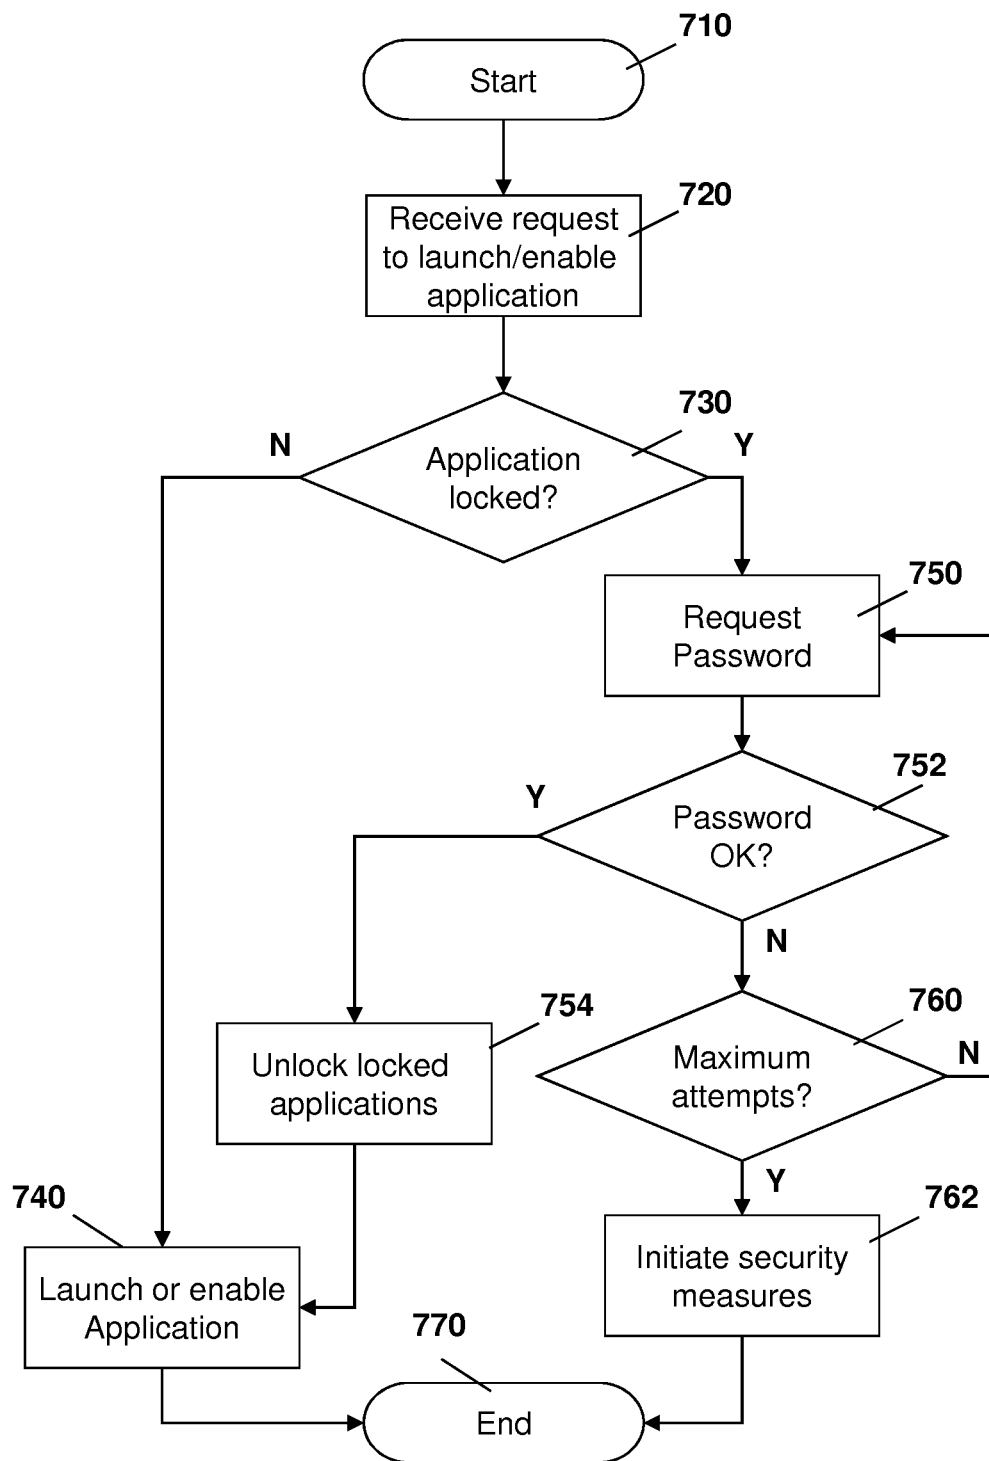 710
Start
720
Receive request
to launch/enable
application
730
N
Y
Application
locked?
750
Request
Password
752
Y
Password
OK?
N
754
760
N
Unlock locked
applications
Maximum
attempts?
Y
740
762
Launch or enable
Application
Initiate security
measures
770
End